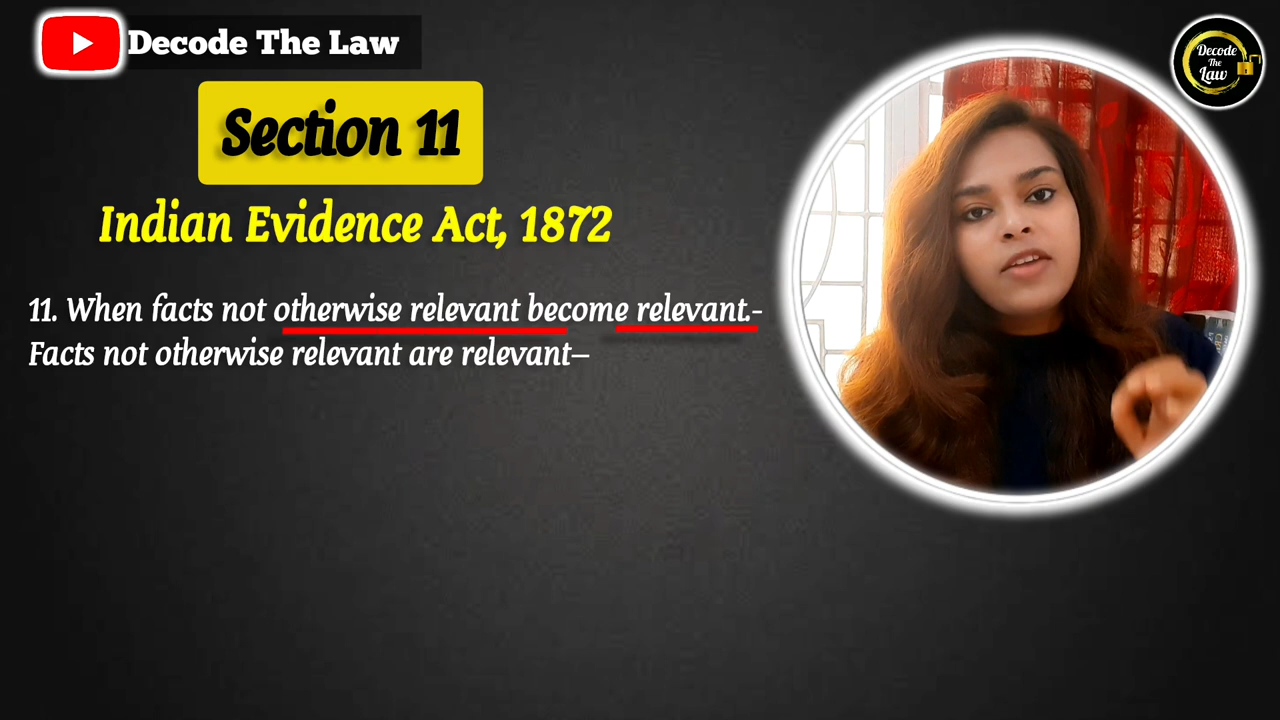 Decode The Law
Decode
The
Law
Section 11
Indian Evidence Act, 1872
11. When facts not otherwise relevant become relevant.-
Facts not otherwise relevant are relevant–